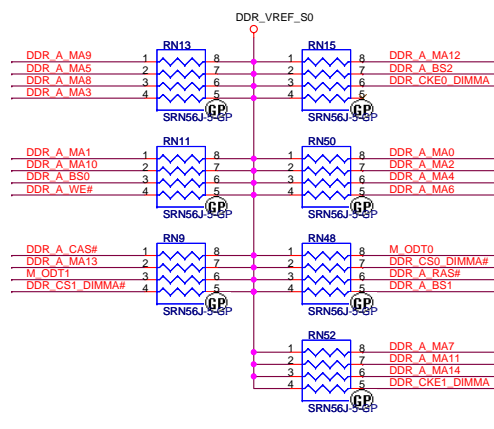 DDR_VREF_S0
RN13 RN15
DDR_A_MA9 1 8 1 8 DDR_A_MA12
DDR_A_MA5 2 7 2 7 DDR_A_BS2
DDR_A_MA8 3 6 3 6 DDR_CKE0_DIMMA
DDR_A_MA3 4 5 4 5
GP GP
SRN56J-5-GP SRN56J-5-GP
RN11 RN50
DDR_A_MA1 1 8 1 8 DDR_A_MA0
DDR_A_MA10 2 7 2 7 DDR_A_MA2
DDR_A_BS0 3 6 3 6 DDR_A_MA4
DDR_A_WE# 4 5 4 5 DDR_A_MA6
GP GP
SRN56J-5-GP SRN56J-5-GP
RN9 RN48
DDR_A_CAS# 1 8 1 8 M_ODT0
DDR_A_MA13 2 7 2 7 DDR_CS0_DIMMA#
M_ODT1 3 6 3 6 DDR_A_RAS#
DDR_CS1_DIMMA# 4 5 4 5 DDR_A_BS1
GP GP
SRN56J-5-GP SRN56J-5-GP
RN52
1 8 DDR_A_MA7
2 7 DDR_A_MA11
3 6 DDR_A_MA14
4 5 DDR_CKE1_DIMMA
GP
SRN56J-5-GP